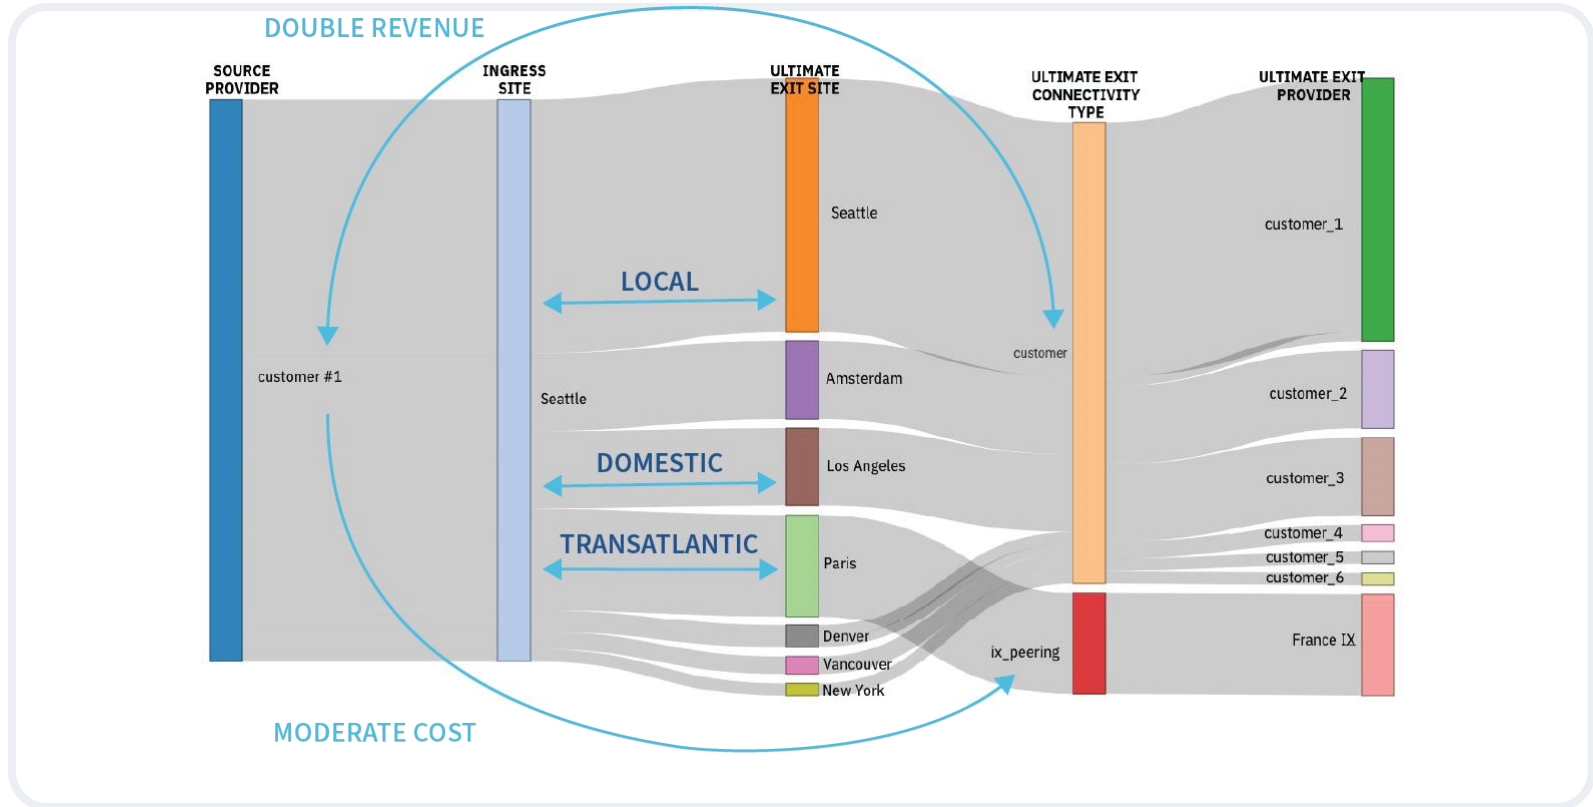 DOUBLE REVENUE
SOURCE
PROVIDER
INGRESS
SITE
ULTIMATE
EXIT SITE
ULTIMATE EXIT
CONNECTIVITY
TYPE
ULTIMATE EXIT
PROVIDER
Seattle
customer_1
LOCAL
customer
customer #1
Amsterdam
customer_2
Seattle
DOMESTIC
Los Angeles
customer_3
TRANSATLANTIC
Paris
customer_4
customer_5
customer_6
Denver
Vancouver
New York
ix_peering
France IX
MODERATE COST